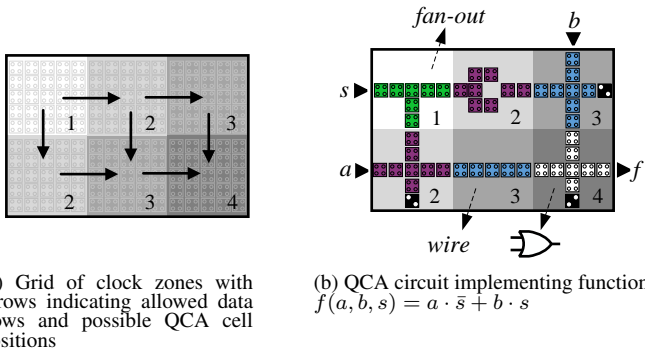 fan-out
b
s
1
2
3
1
2
3
a
f
2
3
4
2
3
4
wire
) Grid of clock zones with
rows indicating allowed data
ows and possible QCA cell
sitions
(b) QCA circuit implementing function
f(a, b, s) = a · s̄ + b · s